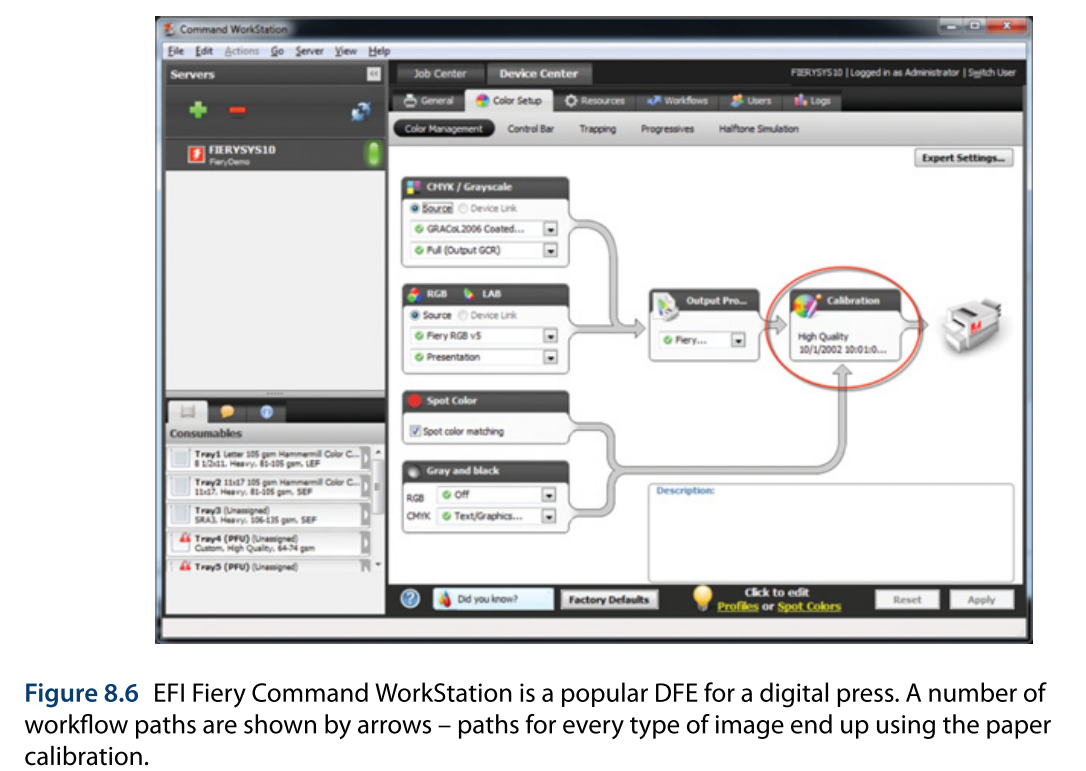 Command WorkStation
File Edit Actions Go Server View Help
Servers
Job Center Device Center
FIERYSYS10 | Logged in as Administrator | Switch User
General Color Setup Resources Workflows Users Logs
Color Management Control Bar Trapping Progressives Halftone Simulation
FIERYSYS10
FieryDemo
Expert Settings...
CMYK / Grayscale
Source Device Link
GRACoL2006 Coated...
Full (Output GCR)
RGB LAB
Source Device Link
Fiery RGB v5
Presentation
Output Pro...
Fiery...
Calibration
High Quality
10/1/2002 10:01:0...
Spot Color
Spot color matching
Gray and black
RGB Off
CMYK Text/Graphics...
Description:
Consumables
Tray1 Letter 105 gsm Hammermill Color C...
8 1/2x11, Heavy, 81-105 gsm, LEF
Tray2 11x17 105 gsm Hammermill Color C...
11x17, Heavy, 81-105 gsm, SEF
Tray3 (Unassigned)
SRA3, Heavy, 106-135 gsm, SEF
Tray4 (PFU) (Unassigned)
Custom, High Quality, 64-74 gsm
Tray5 (PFU) (Unassigned)
Did you know?
Factory Defaults
Click to edit
Profiles or Spot Colors
Reset
Apply
Figure 8.6 EFI Fiery Command WorkStation is a popular DFE for a digital press. A number of
workflow paths are shown by arrows – paths for every type of image end up using the paper
calibration.